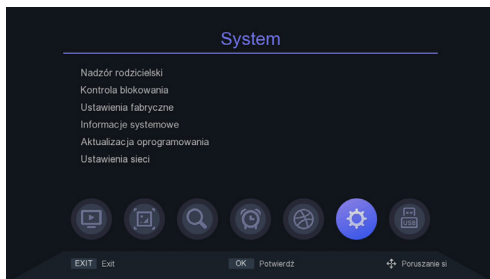 System
Nadzór rodzicielski
Kontrola blokowania
Ustawienia fabryczne
Informacje systemowe
Aktualizacja oprogramowania
Ustawienia sieci
USB
EXIT Exit OK Potwierdź Poruszanie si